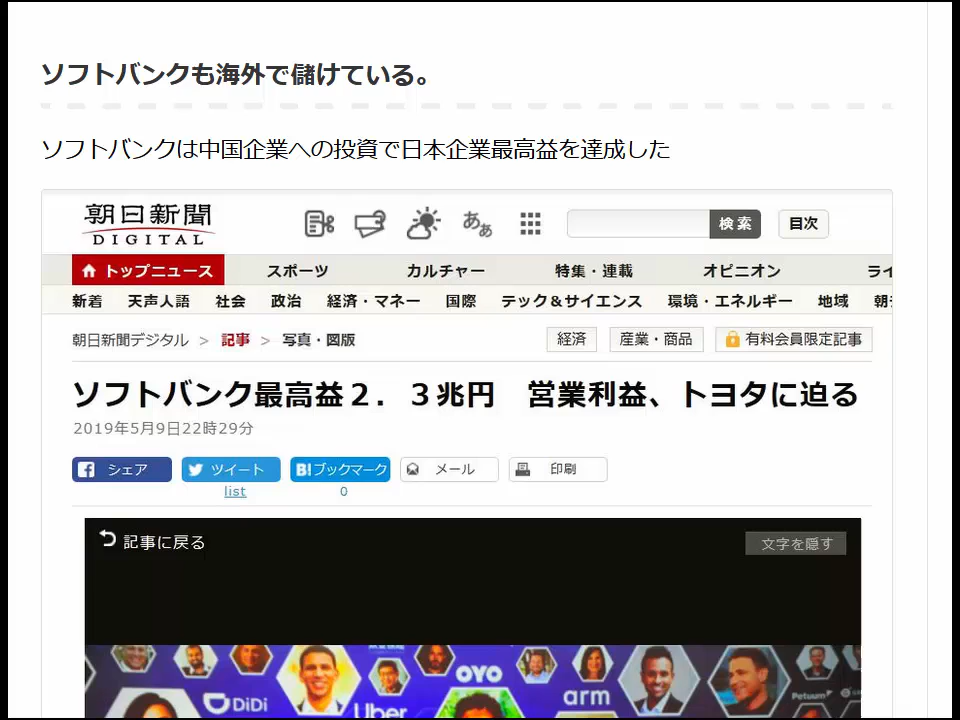 ソフトバンクも海外で儲けている。
ソフトバンクは中国企業への投資で日本企業最高益を達成した
朝日新聞
DIGITAL
あぁ
検索
目次
トップニュース スポーツ カルチャー 特集・連載 オピニオン ライ
新着 天声人語 社会 政治 経済・マネー 国際 テック＆サイエンス 環境・エネルギー 地域 朝
朝日新聞デジタル > 記事 > 写真・図版
経済 産業・商品 有料会員限定記事
ソフトバンク最高益２．３兆円　営業利益、トヨタに迫る
2019年5月9日22時29分
シェア ツイート B!ブックマーク メール 印刷
list 0
記事に戻る 文字を隠す
OYO
DiDi arm Petuum
Uber